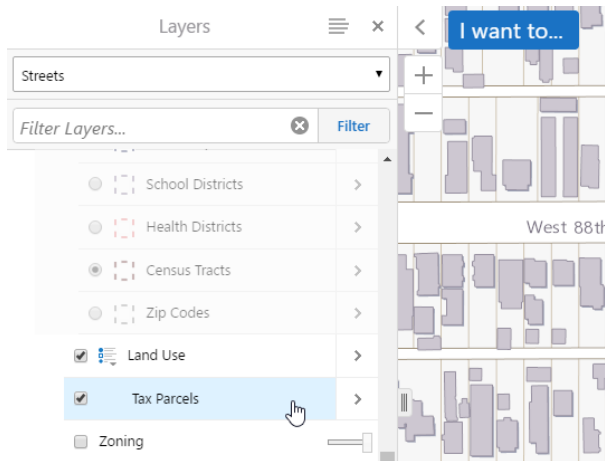 Layers
I want to...
Streets
Filter Layers...
Filter
School Districts
Health Districts
Census Tracts
Zip Codes
Land Use
Tax Parcels
Zoning
West 88th